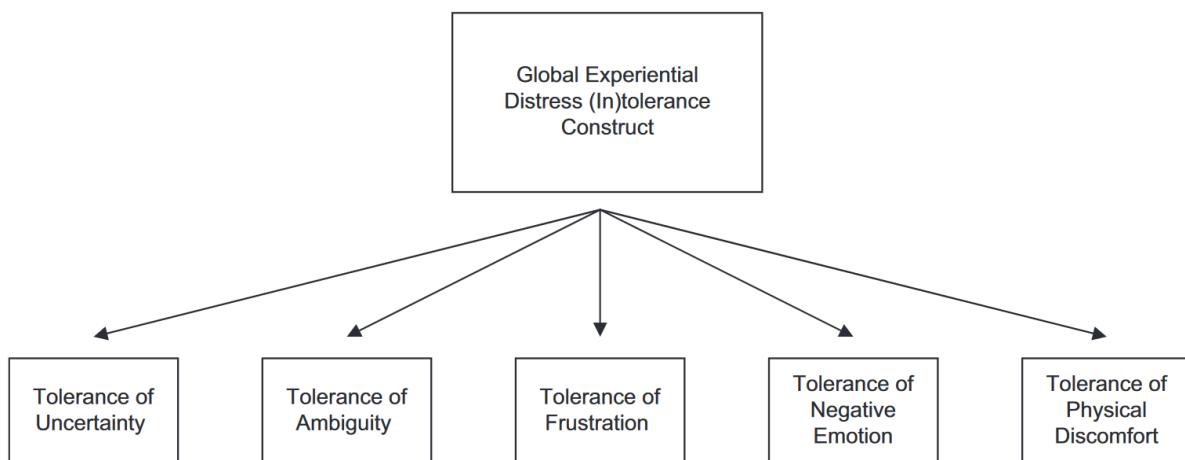 Global Experiential
Distress (In)tolerance
Construct
Tolerance of
Uncertainty
Tolerance of
Ambiguity
Tolerance of
Frustration
Tolerance of
Negative
Emotion
Tolerance of
Physical
Discomfort